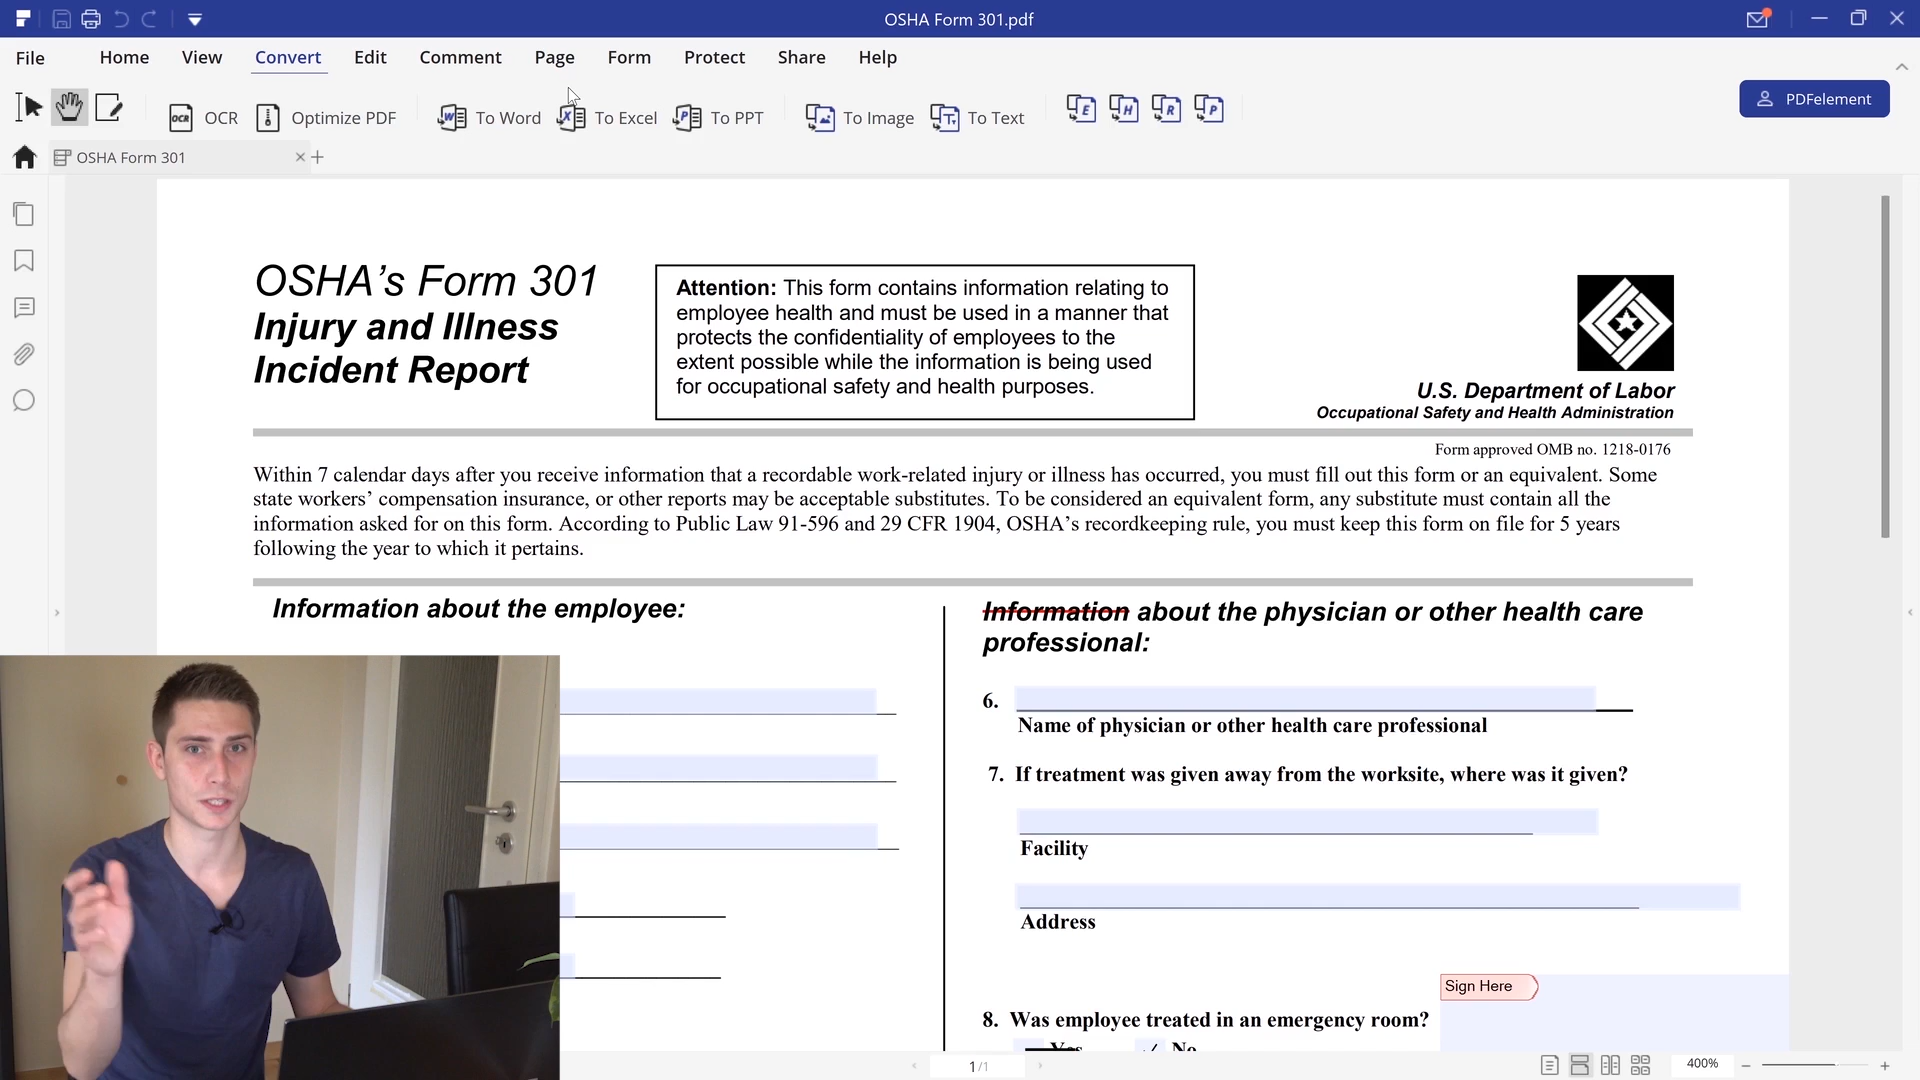 OSHA Form 301.pdf
File Home View Convert Edit Comment Page Form Protect Share Help
OCR Optimize PDF To Word To Excel To PPT To Image To Text E H R P PDFelement
OSHA Form 301
OSHA’s Form 301
Injury and Illness
Incident Report
Attention: This form contains information relating to
employee health and must be used in a manner that
protects the confidentiality of employees to the
extent possible while the information is being used
for occupational safety and health purposes.
U.S. Department of Labor
Occupational Safety and Health Administration
Form approved OMB no. 1218-0176
Within 7 calendar days after you receive information that a recordable work-related injury or illness has occurred, you must fill out this form or an equivalent. Some
state workers’ compensation insurance, or other reports may be acceptable substitutes. To be considered an equivalent form, any substitute must contain all the
information asked for on this form. According to Public Law 91-596 and 29 CFR 1904, OSHA’s recordkeeping rule, you must keep this form on file for 5 years
following the year to which it pertains.
Information about the employee:
Information about the physician or other health care
professional:
6.
Name of physician or other health care professional
7. If treatment was given away from the worksite, where was it given?
Facility
Address
Sign Here
8. Was employee treated in an emergency room?
Yes No
1/1
400%